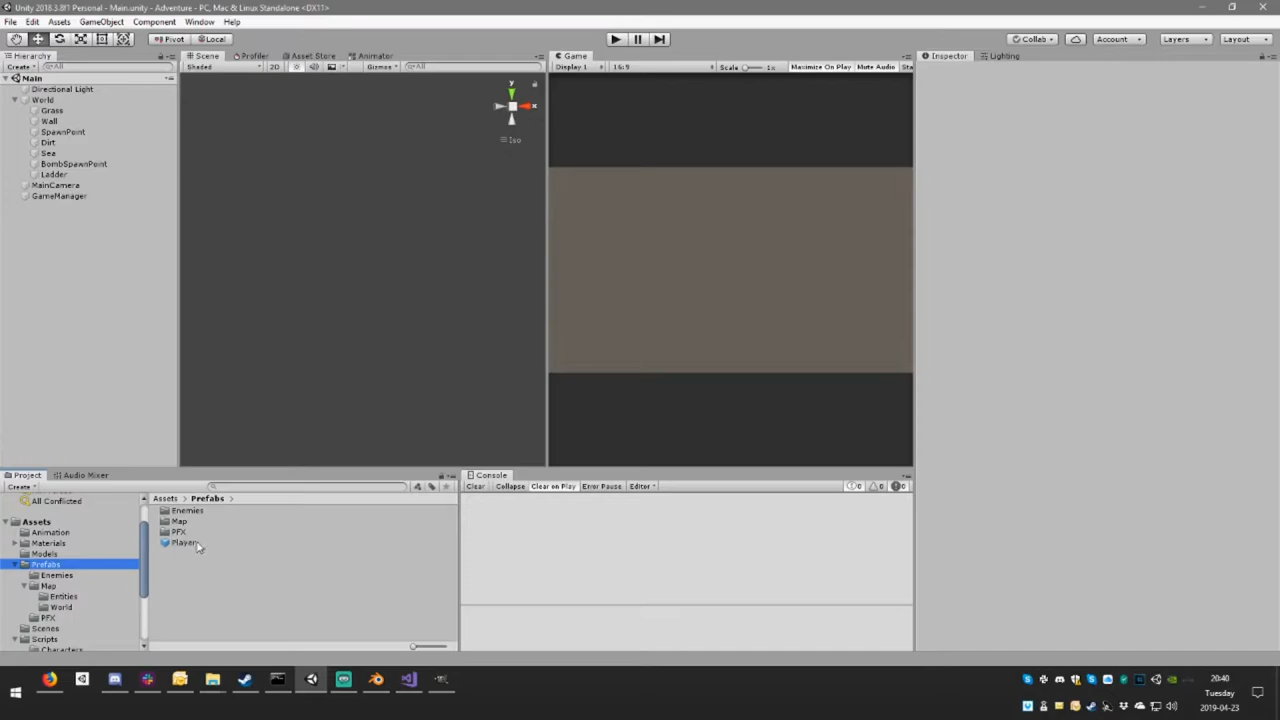 Unity 2018.3.8f1 Personal - Main.unity - Adventure - PC, Mac & Linux Standalone <DX11>
File Edit Assets GameObject Component Window Help
Pivot Local Collab Account Layers Layout
Hierarchy Scene Profiler Asset Store Animator Game Inspector Lighting
Create All Shaded 2D Gizmos All Display 1 16:9 Scale 1x Maximize On Play Mute Audio Sta
Main
Directional Light
World
Grass
Wall
SpawnPoint
Dirt
Sea
BombSpawnPoint
Ladder
MainCamera
GameManager
y
x
Iso
Project Audio Mixer Console
Create Clear Collapse Clear on Play Error Pause Editor 0 0 0
All Conflicted
Assets
Animation
Materials
Models
Prefabs
Enemies
Map
Entities
World
PFX
Scenes
Scripts
Characters
Assets Prefabs
Enemies
Map
PFX
Player
20:40
Tuesday
2019-04-23